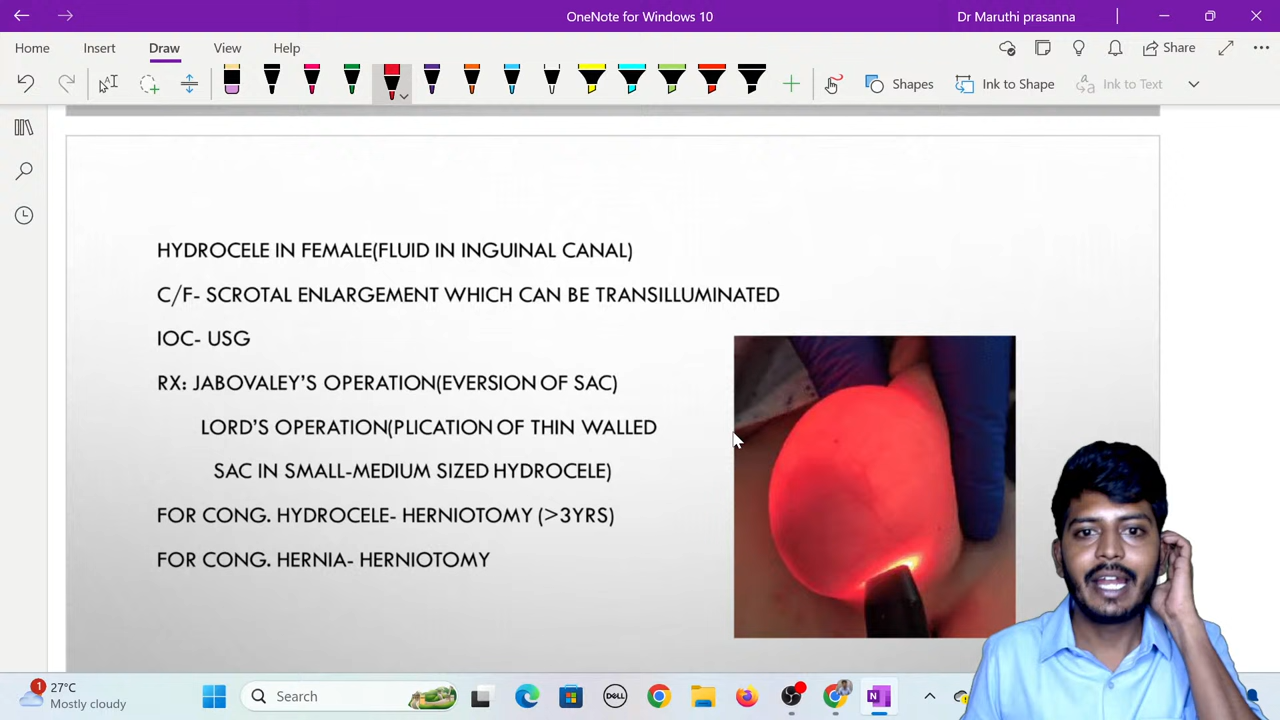 OneNote for Windows 10
Dr Maruthi prasanna
Home Insert Draw View Help
Share
Shapes
Ink to Shape
Ink to Text
HYDROCELE IN FEMALE(FLUID IN INGUINAL CANAL)
C/F- SCROTAL ENLARGEMENT WHICH CAN BE TRANSILLUMINATED
IOC- USG
RX: JABOVALEY'S OPERATION(EVERSION OF SAC)
LORD'S OPERATION(PLICATION OF THIN WALLED
SAC IN SMALL-MEDIUM SIZED HYDROCELE)
FOR CONG. HYDROCELE- HERNIOTOMY (>3YRS)
FOR CONG. HERNIA- HERNIOTOMY
1
27°C
Mostly cloudy
Search
DELL